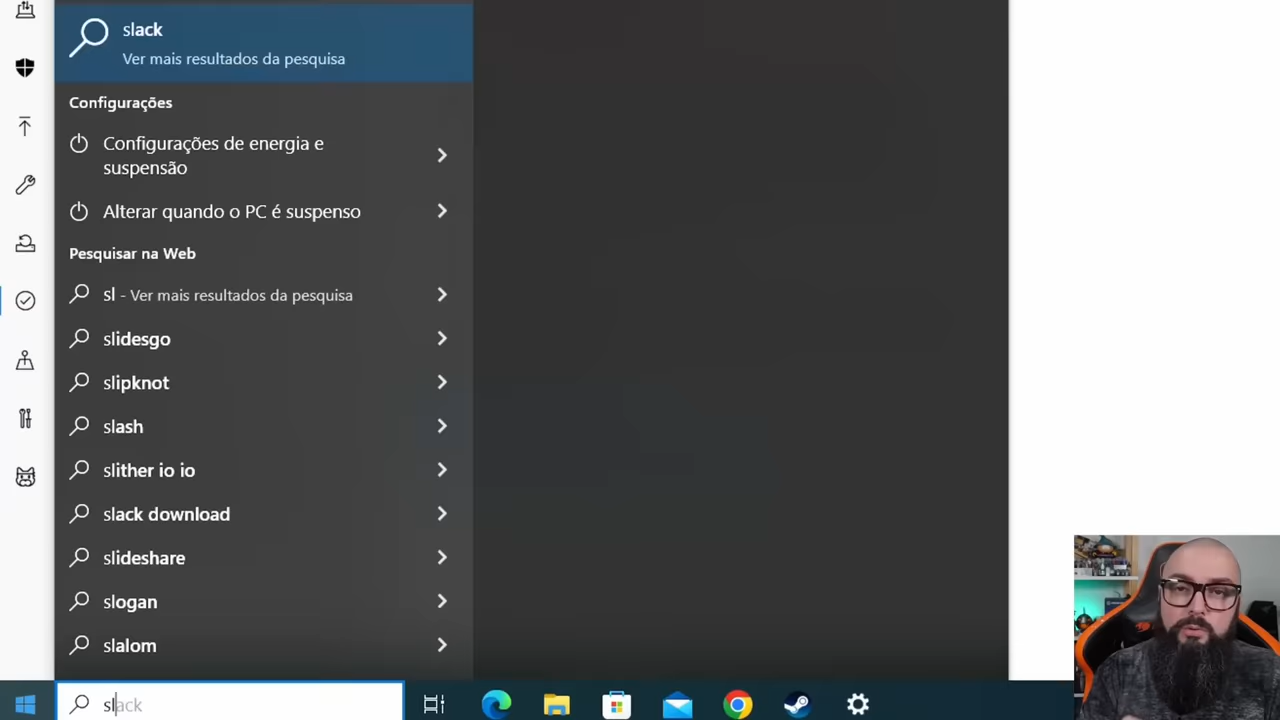 slack
Ver mais resultados da pesquisa
Configurações
Configurações de energia e
suspensão
Alterar quando o PC é suspenso
Pesquisar na Web
sl - Ver mais resultados da pesquisa
slidesgo
slipknot
slash
slither io io
slack download
slideshare
slogan
slalom
slack